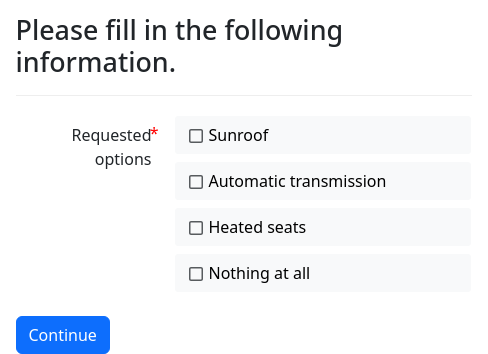 Please fill in the following
information.
Requested*
options
Sunroof
Automatic transmission
Heated seats
Nothing at all
Continue